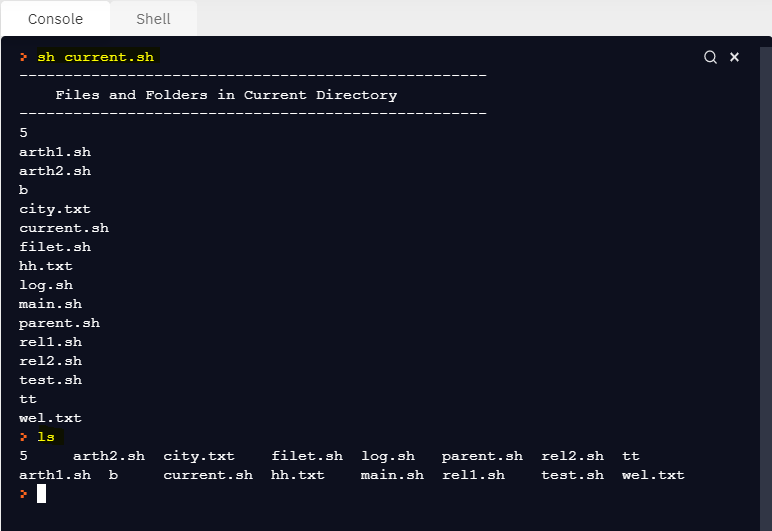 Console Shell
> sh current.sh
----------------------------------------------------
    Files and Folders in Current Directory
----------------------------------------------------
5
arth1.sh
arth2.sh
b
city.txt
current.sh
filet.sh
hh.txt
log.sh
main.sh
parent.sh
rel1.sh
rel2.sh
test.sh
tt
wel.txt
> ls
5     arth2.sh  city.txt    filet.sh  log.sh   parent.sh  rel2.sh  tt
arth1.sh  b     current.sh  hh.txt    main.sh  rel1.sh    test.sh  wel.txt
>